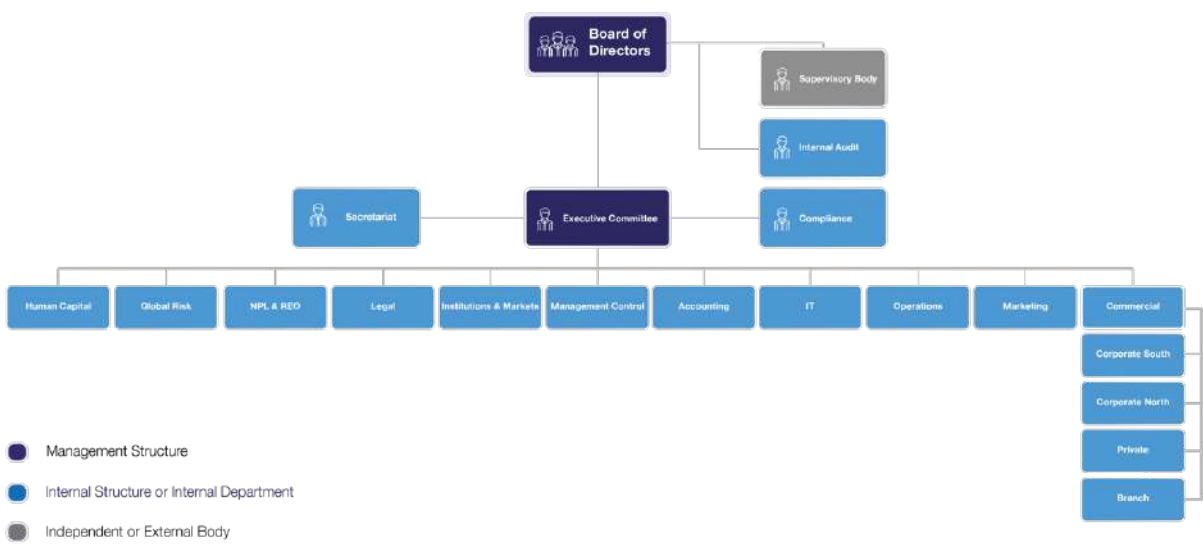 Board of
Directors
Supervisory Body
Internal Audit
Secretariat
Executive Committee
Compliance
Human Capital
Global Risk
NPL & REO
Legal
Institutions & Markets
Management Control
Accounting
IT
Operations
Marketing
Commercial
Corporate South
Corporate North
Private
Branch
Management Structure
Internal Structure or Internal Department
Independent or External Body